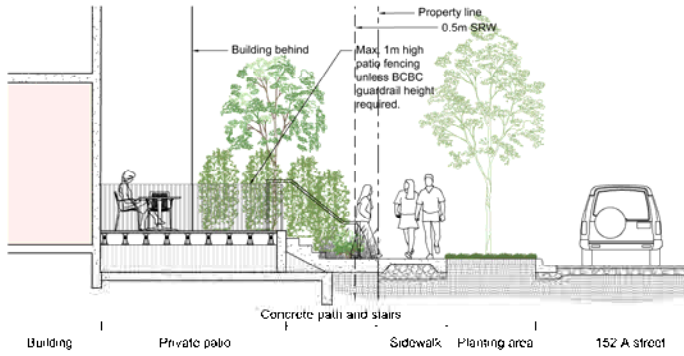 Property line
0.5m SRW
Building behind
Max. 1m high
patio fencing
unless BCBC
guardrail height
required.
Concrete path and stairs
Building
Private patio
Sidewalk
Planting area
152 A street